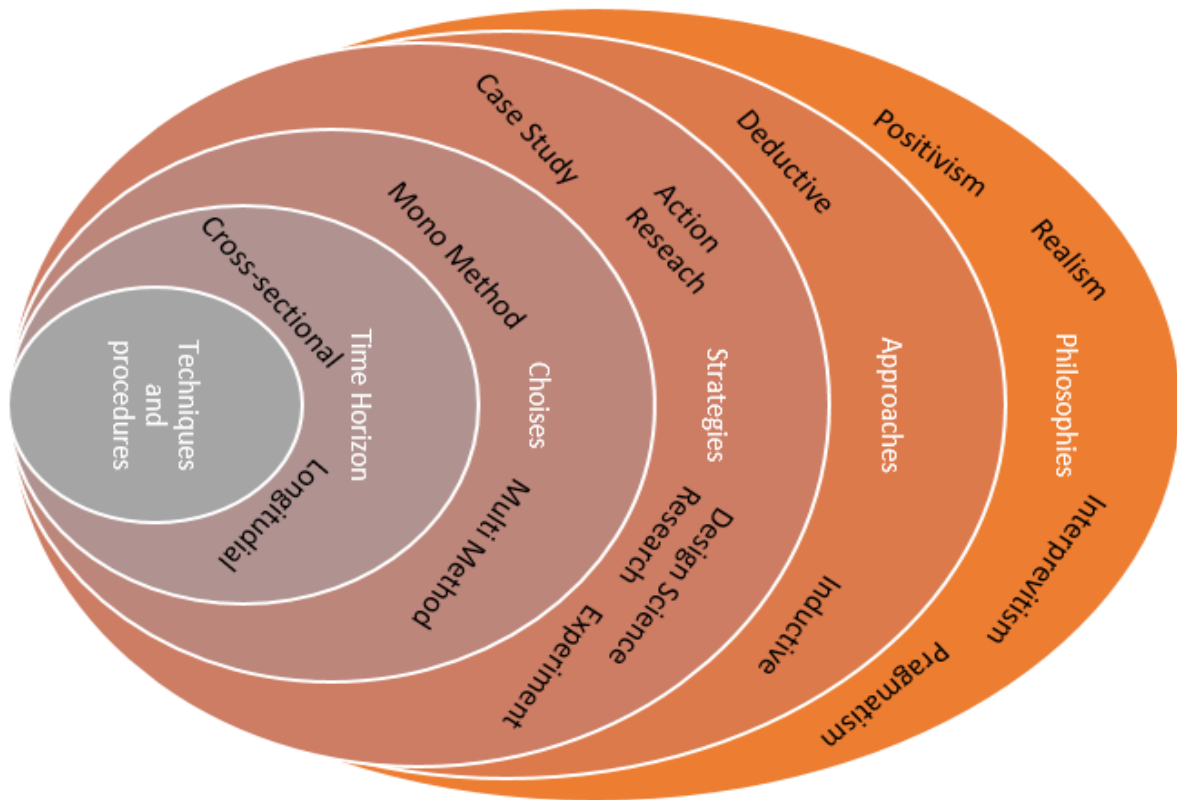 Positivism
Realism
Philosophies
Interprevitism
Pragmatism
Deductive
Approaches
Inductive
Case Study
Action
Reseach
Strategies
Design Science
Research
Experiment
Mono Method
Choises
Multi Method
Cross-sectional
Time Horizon
Longitudial
Techniques
and
procedures